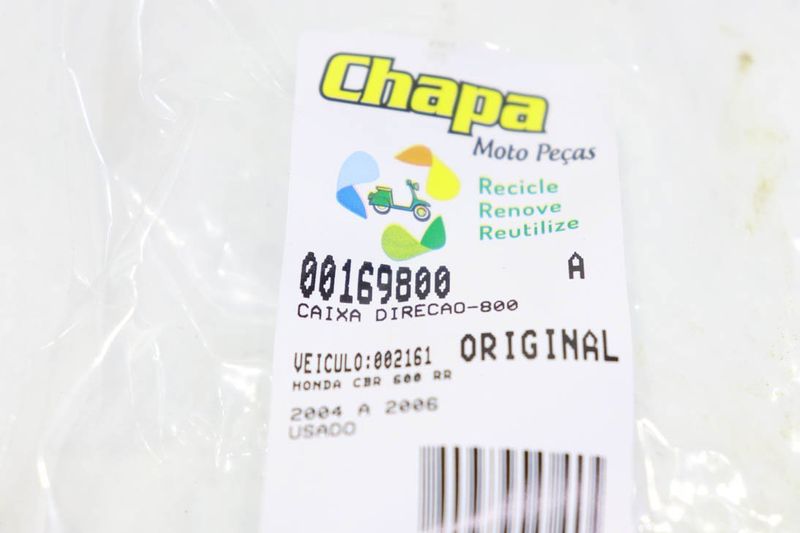 Chapa
Moto Peças
Recicle
Renove
Reutilize
00169800
A
CAIXA DIRECAO-800
VEICULO:002161 ORIGINAL
HONDA CBR 600 RR
2004 A 2006
USADO